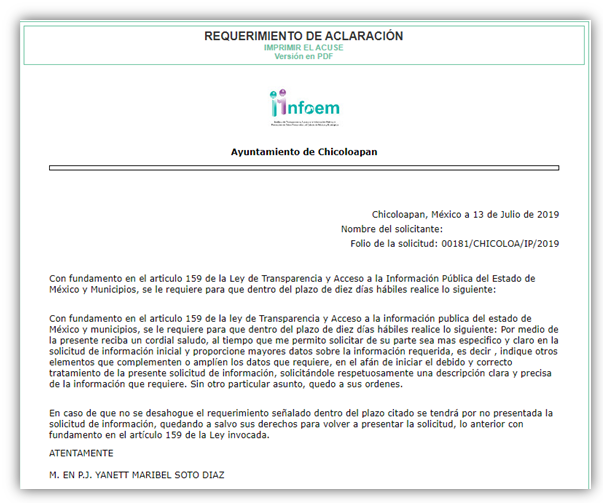 REQUERIMIENTO DE ACLARACIÓN
IMPRIMIR EL ACUSE
Versión en PDF
infoem
Ayuntamiento de Chicoloapan
Chicoloapan, México a 13 de Julio de 2019
Nombre del solicitante:
Folio de la solicitud: 00181/CHICOLOA/IP/2019
Con fundamento en el articulo 159 de la Ley de Transparencia y Acceso a la Información Pública del Estado de
México y Municipios, se le requiere para que dentro del plazo de diez días hábiles realice lo siguiente:
Con fundamento en el articulo 159 de la ley de Transparencia y Acceso a la informacion publica del estado de
México y municipios, se le requiere para que dentro del plazo de diez días hábiles realice lo siguiente: Por medio de
la presente reciba un cordial saludo, al tiempo que me permito solicitar de su parte sea mas especifico y claro en la
solicitud de información inicial y proporcione mayores datos sobre la información requerida, es decir , indique otros
elementos que complementen o amplíen los datos que requiere, en el afán de iniciar el debido y correcto
tratamiento de la presente solicitud de información, solicitándole respetuosamente una descripción clara y precisa
de la información que requiere. Sin otro particular asunto, quedo a sus ordenes.
En caso de que no se desahogue el requerimiento señalado dentro del plazo citado se tendrá por no presentada la
solicitud de información, quedando a salvo sus derechos para volver a presentar la solicitud, lo anterior con
fundamento en el artículo 159 de la Ley invocada.
ATENTAMENTE
M. EN P.J. YANETT MARIBEL SOTO DIAZ